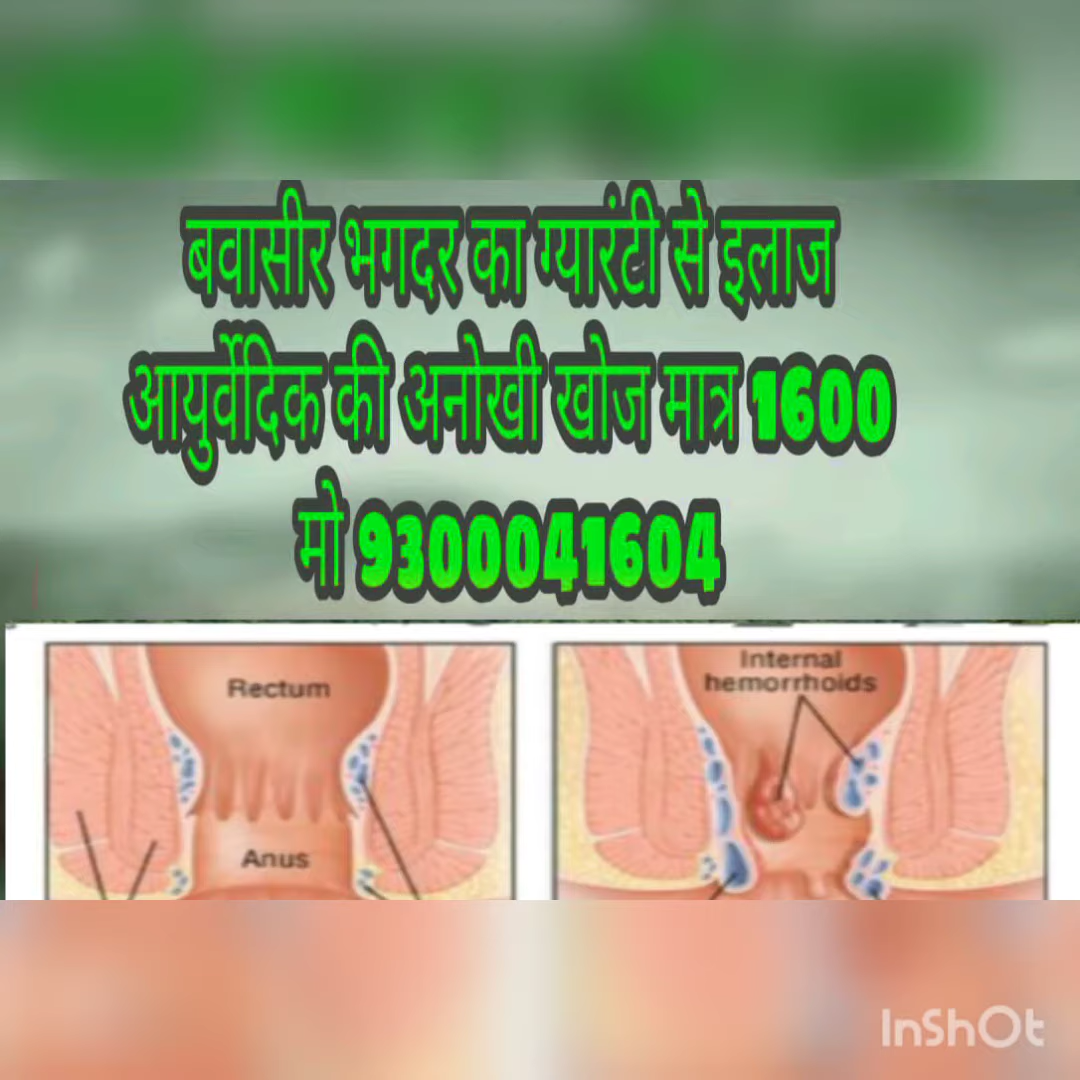 बवासीर भगदर का ग्यारंटी से इलाज
आयुर्वेदिक की अनोखी खोज मात्र 1600
मो 9300041604
Rectum
Anus
Internal
hemorrhoids
InShOt